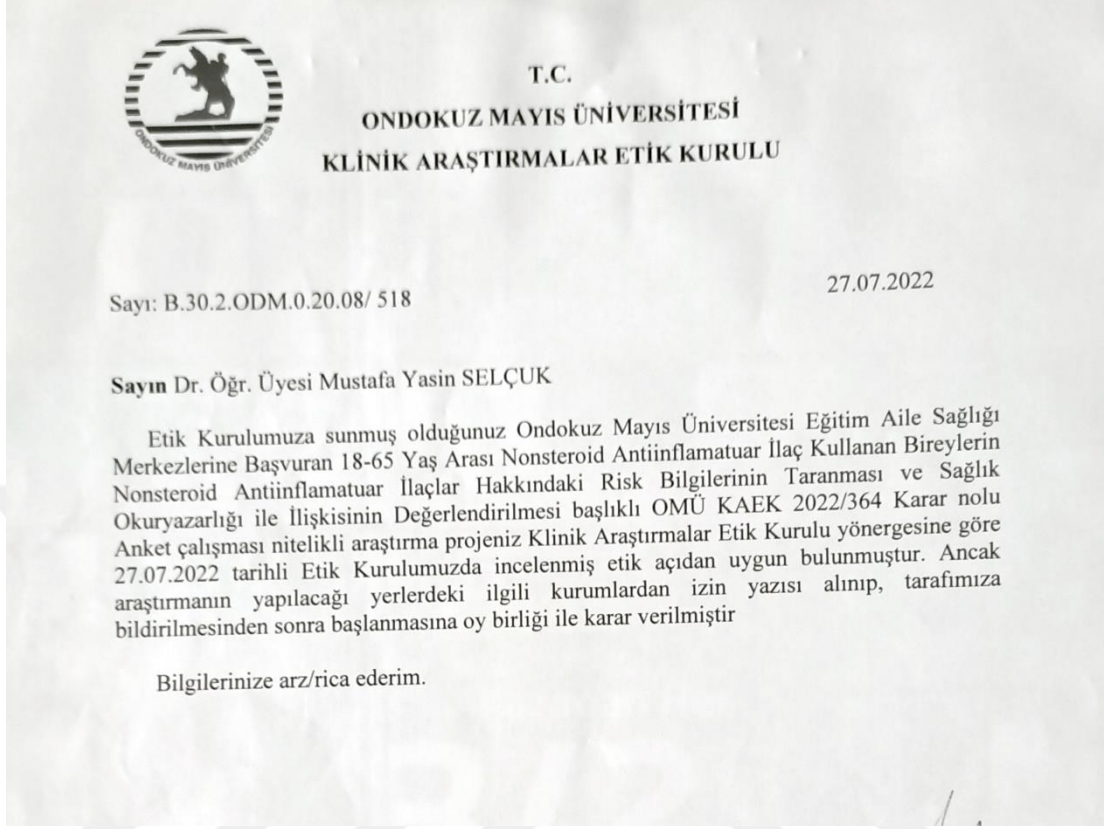 T.C.
ONDOKUZ MAYIS ÜNİVERSİTESİ
KLİNİK ARAŞTIRMALAR ETİK KURULU
ONDOKUZ MAYIS ÜNİVERSİTESİ
27.07.2022
Sayı: B.30.2.ODM.0.20.08/ 518
Sayın Dr. Öğr. Üyesi Mustafa Yasin SELÇUK
Etik Kurulumuza sunmuş olduğunuz Ondokuz Mayıs Üniversitesi Eğitim Aile Sağlığı
Merkezlerine Başvuran 18-65 Yaş Arası Nonsteroid Antiinflamatuar İlaç Kullanan Bireylerin
Nonsteroid Antiinflamatuar İlaçlar Hakkındaki Risk Bilgilerinin Taranması ve Sağlık
Okuryazarlığı ile İlişkisinin Değerlendirilmesi başlıklı OMÜ KAEK 2022/364 Karar nolu
Anket çalışması nitelikli araştırma projeniz Klinik Araştırmalar Etik Kurulu yönergesine göre
27.07.2022 tarihli Etik Kurulumuzda incelenmiş etik açıdan uygun bulunmuştur. Ancak
araştırmanın yapılacağı yerlerdeki ilgili kurumlardan izin yazısı alınıp, tarafımıza
bildirilmesinden sonra başlanmasına oy birliği ile karar verilmiştir
Bilgilerinize arz/rica ederim.